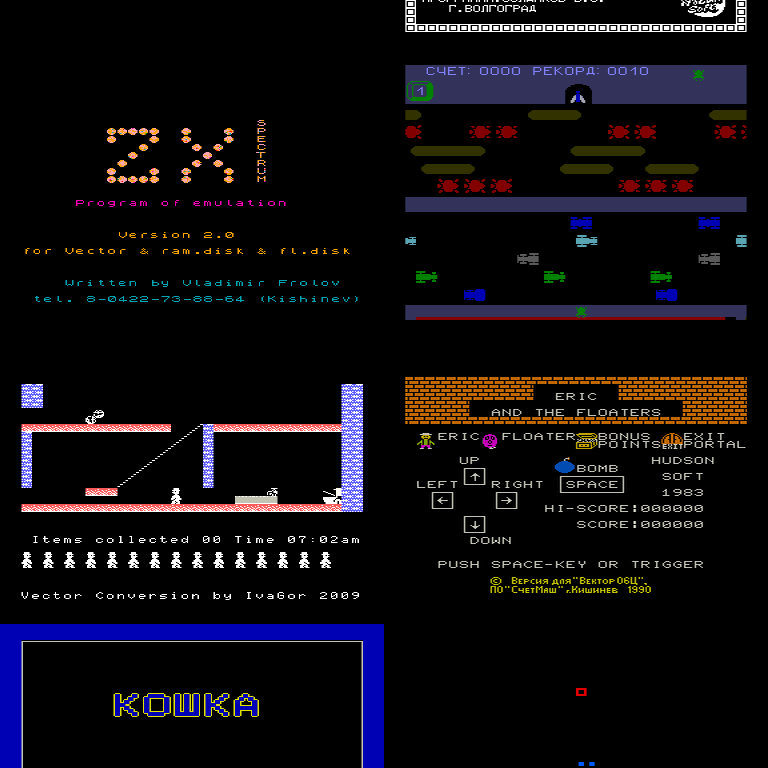 Г.ВОЛГОГРАД
СЧЕТ: 0000 РЕКОРД: 0010
1
ZX
SPECTRUM
Program of emulation
Version 2.0
for Vector & ram.disk & fl.disk
Written by Vladimir Frolov
tel. 8-0422-73-88-64 (Kishinev)
Items collected 00 Time 07:02am
Vector Conversion by IvaGor 2009
ERIC
AND THE FLOATERS
ERIC FLOATER BONUS EXIT
POINTS EXIT PORTAL
UP
BOMB
HUDSON
LEFT
RIGHT
SPACE
SOFT
1983
HI-SCORE:000000
SCORE:000000
DOWN
PUSH SPACE-KEY OR TRIGGER
© Версия для "Вектор 06Ц",
ПО "СчетМаш" г.Кишинев 1990
КОШКА